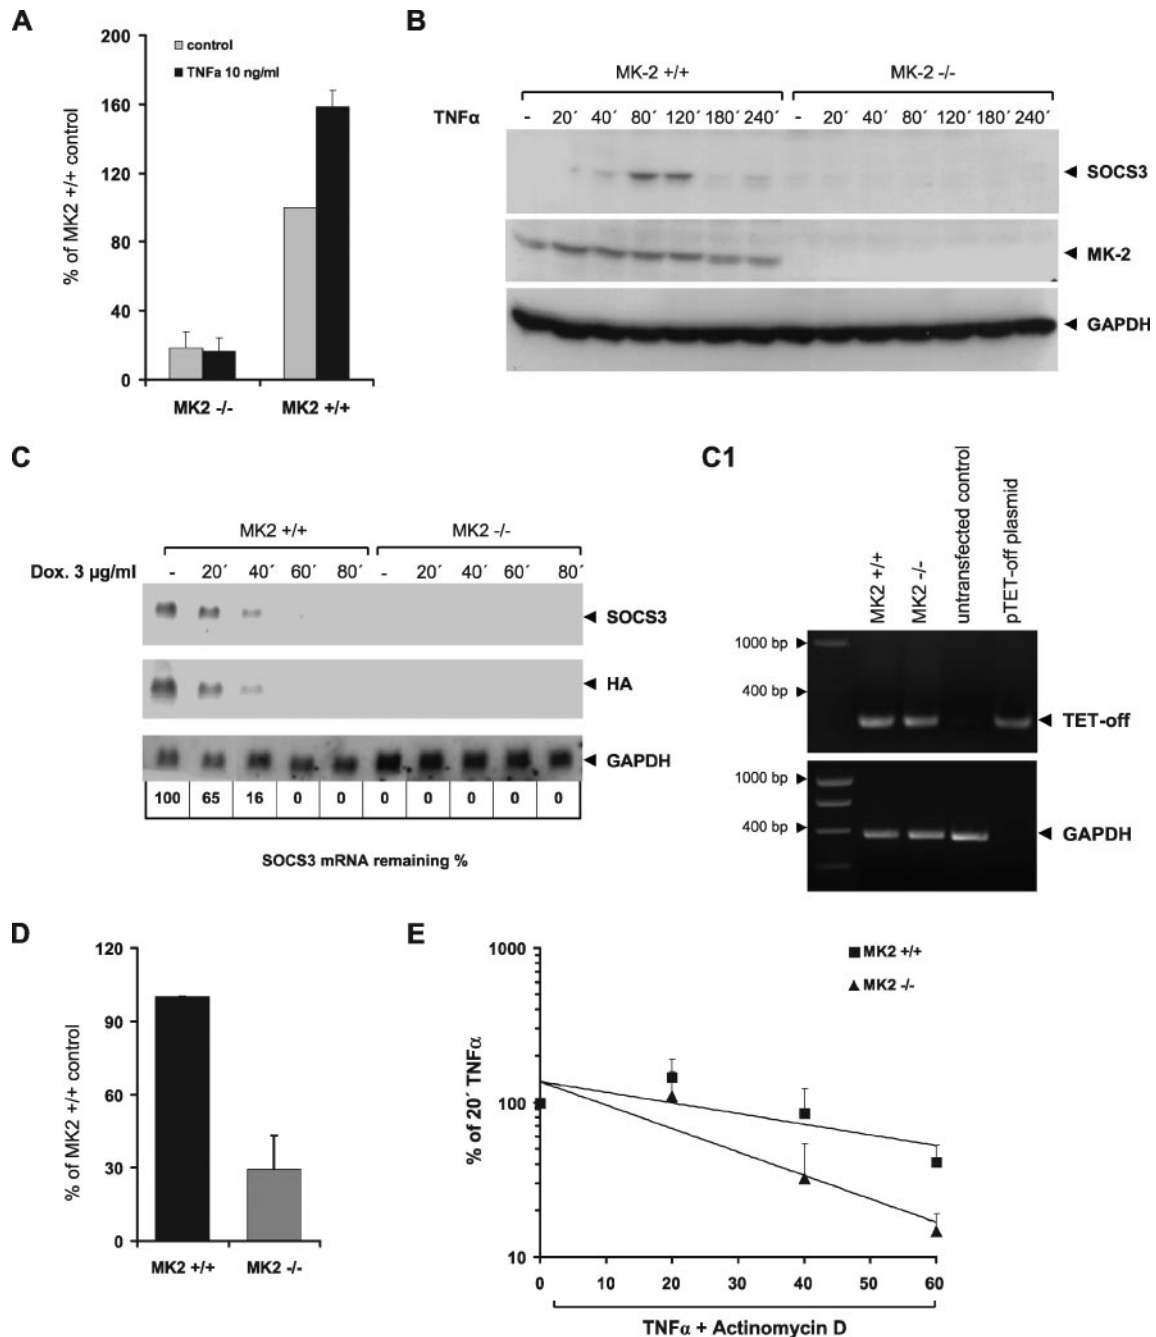 A
% of MK2 +/+ control
200
160
120
80
40
0
control
TNFa 10 ng/ml
MK2 -/-
MK2 +/+
B
MK-2 +/+
MK-2 -/-
TNFα
- 20´ 40´ 80´ 120´ 180´ 240´ - 20´ 40´ 80´ 120´ 180´ 240´
SOCS3
MK-2
GAPDH
C
MK2 +/+
MK2 -/-
Dox. 3 µg/ml
- 20´ 40´ 60´ 80´ - 20´ 40´ 60´ 80´
SOCS3
HA
GAPDH
100 65 16 0 0 0 0 0 0 0
SOCS3 mRNA remaining %
C1
MK2 +/+
MK2 -/-
untransfected control
pTET-off plasmid
1000 bp
400 bp
TET-off
1000 bp
400 bp
GAPDH
D
% of MK2 +/+ control
120
90
60
30
0
MK2 +/+
MK2 -/-
E
% of 20´ TNFα
1000
100
10
MK2 +/+
MK2 -/-
0 10 20 30 40 50 60
TNFα + Actinomycin D